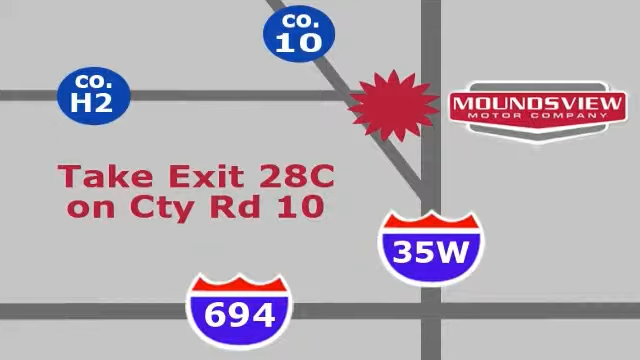 CO.
10
CO.
H2
MOUNDSVIEW
MOTOR COMPANY
Take Exit 28C
on Cty Rd 10
35W
694